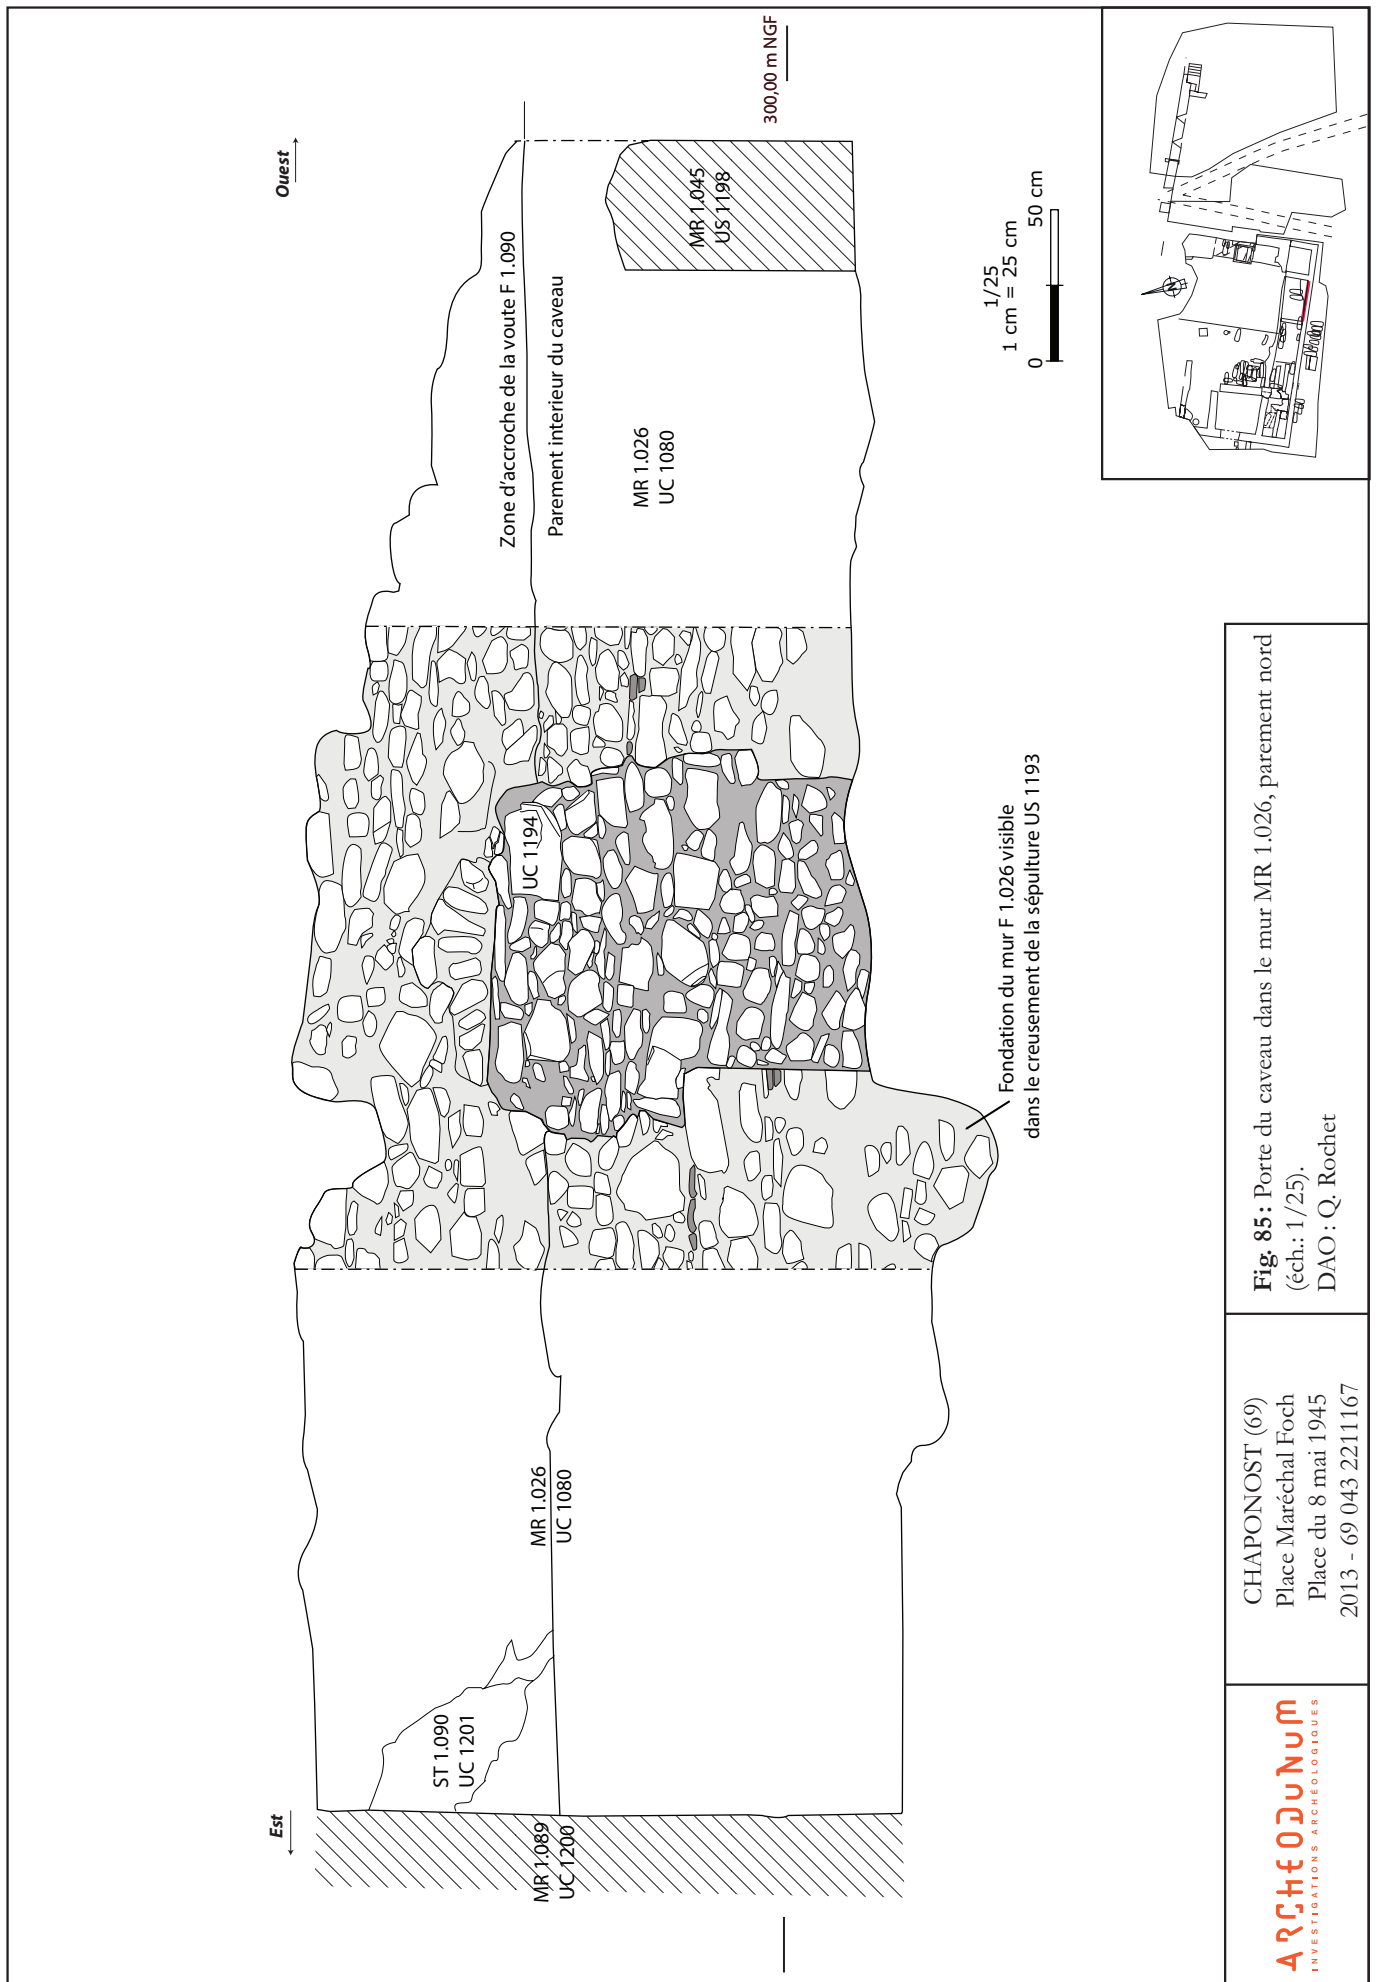 Est
Ouest
300,00 m NGF
MR 1.089
UC 1200
ST 1.090
UC 1201
MR 1.026
UC 1080
UC 1194
Zone d'accroche de la voute F 1.090
Parement interieur du caveau
MR 1.026
UC 1080
MR 1.045
US 1198
Fondation du mur F 1.026 visible
dans le creusement de la sépulture US 1193
1/25
1 cm = 25 cm
0 50 cm
N
ARCHEODUNUM
INVESTIGATIONS ARCHÉOLOGIQUES
CHAPONOST (69)
Place Maréchal Foch
Place du 8 mai 1945
2013 - 69 043 2211167
Fig. 85 : Porte du caveau dans le mur MR 1.026, parement nord
(éch.: 1/25).
DAO : Q. Rochet